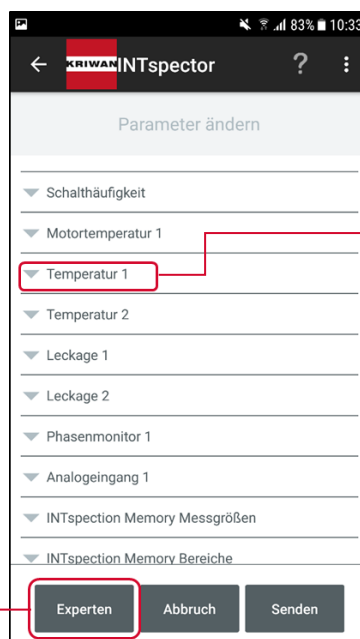 83% 10:33
KRIWAN INTspector ?
Parameter ändern
Schalthäufigkeit
Motortemperatur 1
Temperatur 1
Temperatur 2
Leckage 1
Leckage 2
Phasenmonitor 1
Analogeingang 1
INTspection Memory Messgrößen
INTspection Memory Bereiche
Experten Abbruch Senden